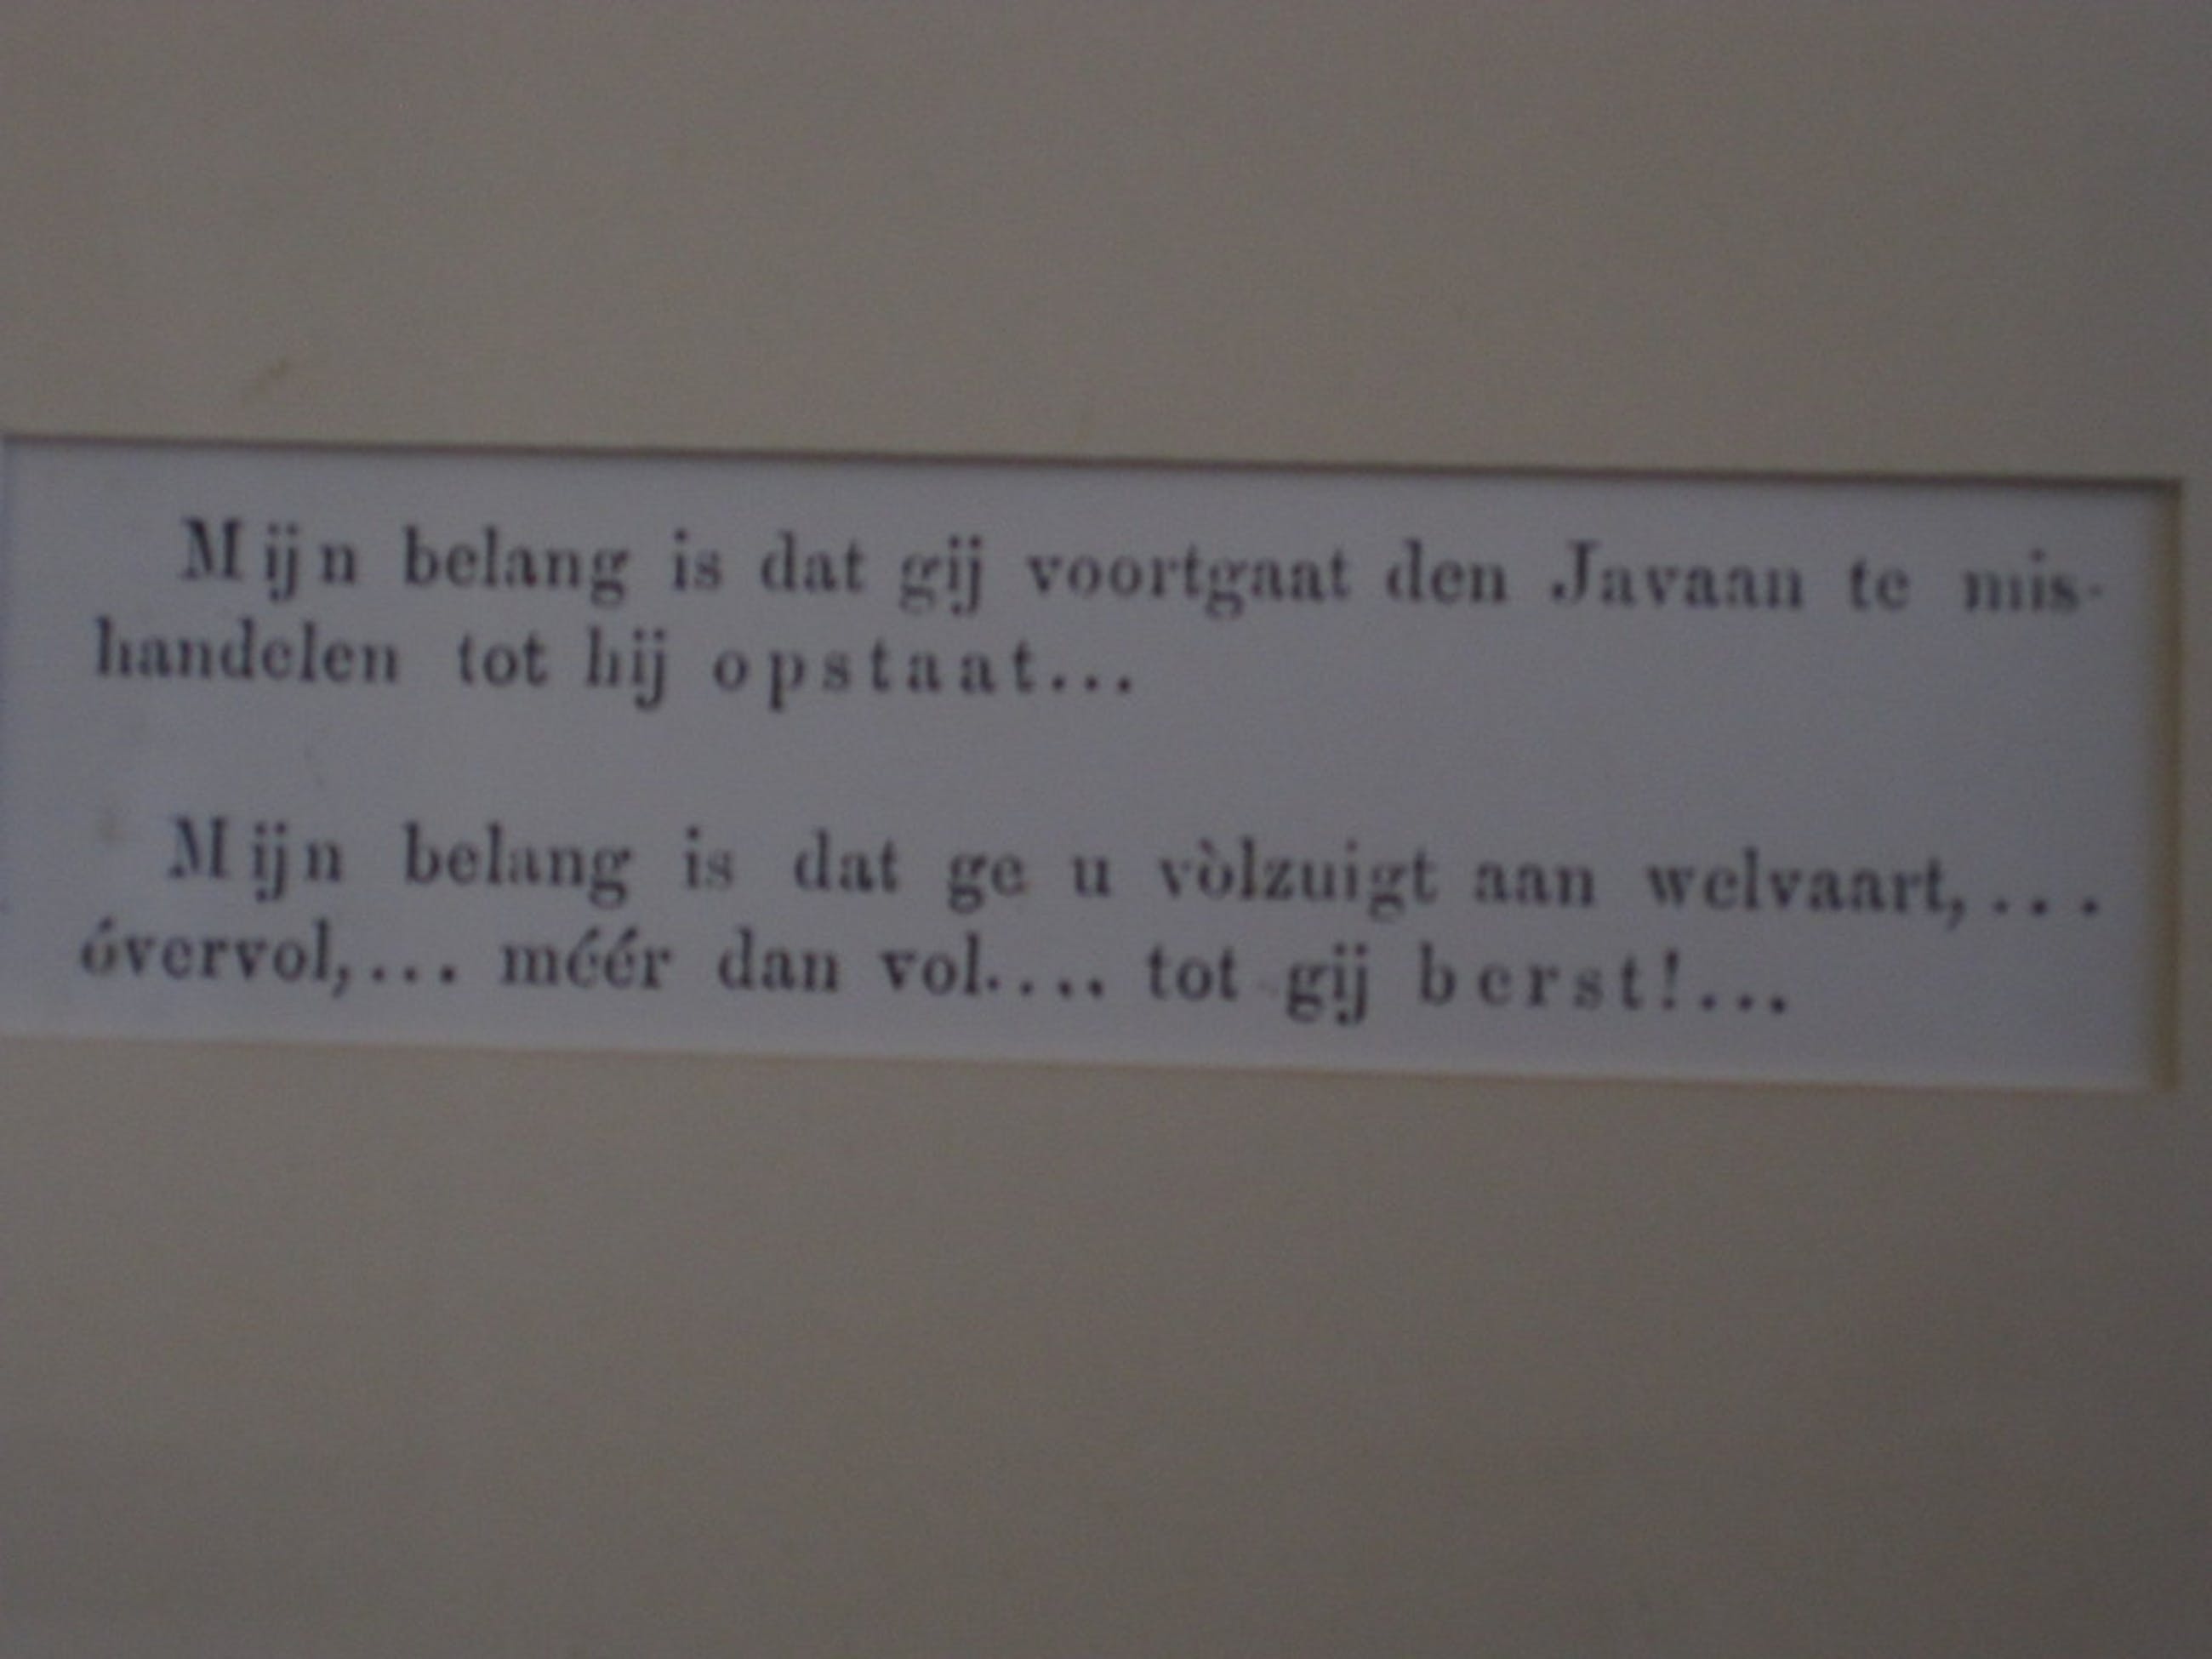 Mijn belang is dat gij voortgaat den Javaan te mis-
handelen tot hij opstaat...
Mijn belang is dat ge u vòlzuigt aan welvaart,...
óvervol,... méér dan vol.... tot gij berst!...